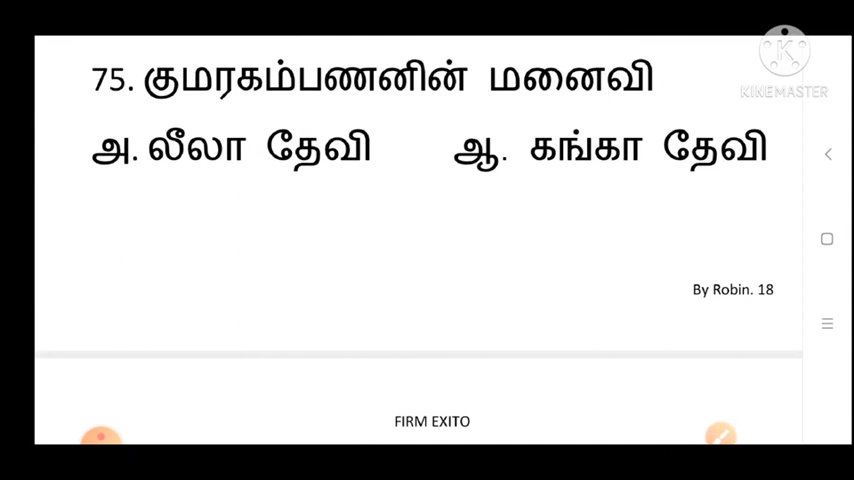 KINEMASTER
75. குமரகம்பணனின் மனைவி
அ. லீலா தேவி ஆ. கங்கா தேவி
By Robin. 18
FIRM EXITO